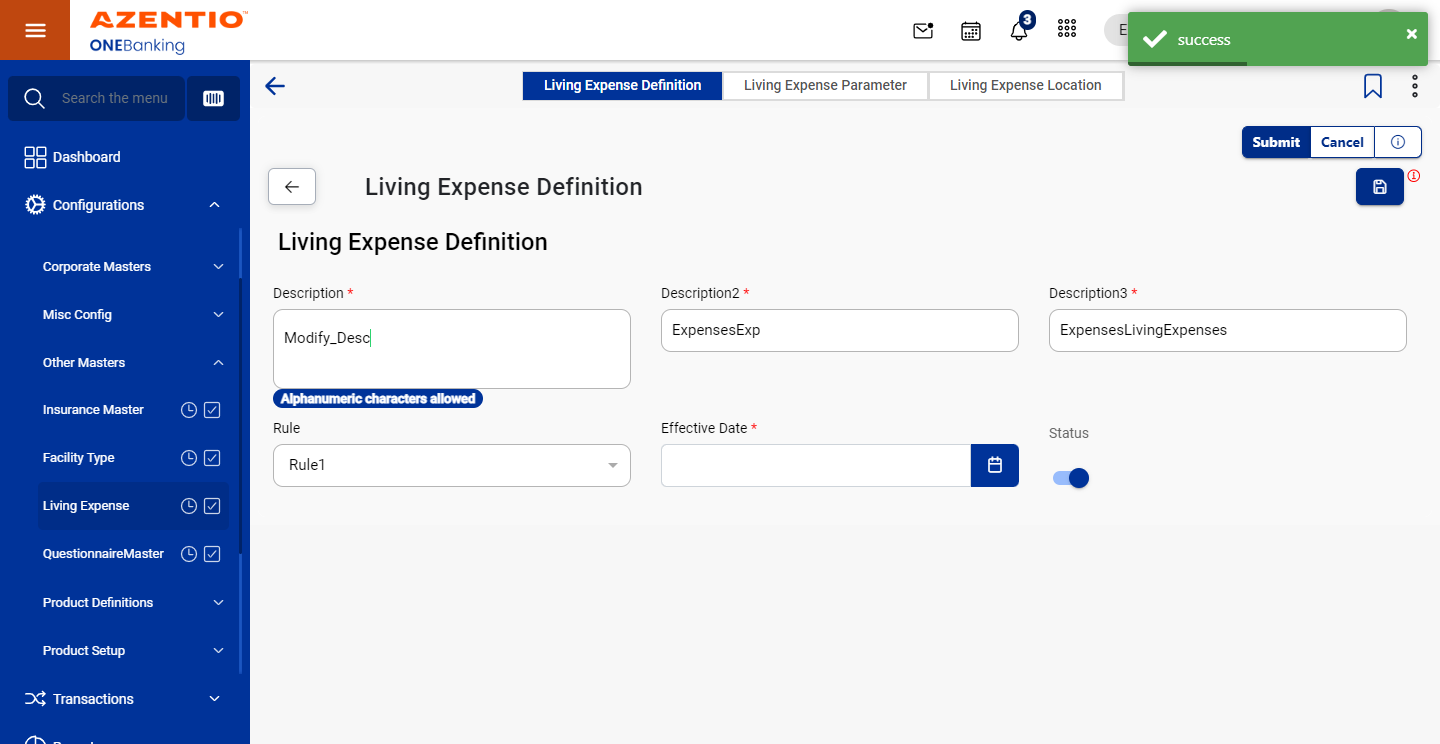 AZENTIO™
ONEBanking
3
E
success
Search the menu
Living Expense Definition
Living Expense Parameter
Living Expense Location
Submit
Cancel
Dashboard
Configurations
Corporate Masters
Misc Config
Other Masters
Insurance Master
Facility Type
Living Expense
QuestionnaireMaster
Product Definitions
Product Setup
Transactions
Living Expense Definition
Living Expense Definition
Description *
Description2 *
Description3 *
Modify_Desc
ExpensesExp
ExpensesLivingExpenses
Alphanumeric characters allowed
Rule
Effective Date *
Status
Rule1